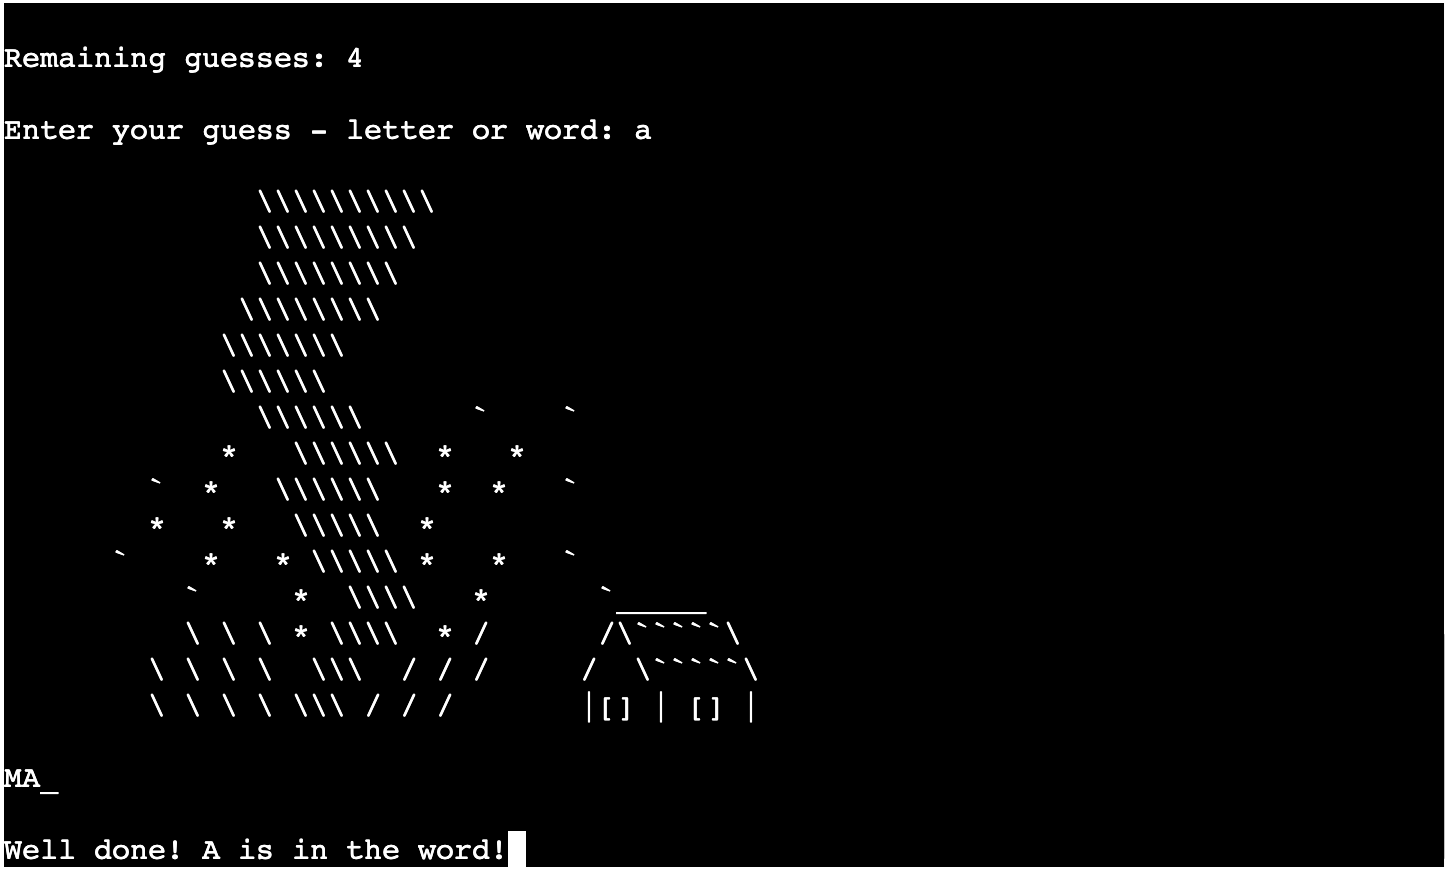 Remaining guesses: 4
Enter your guess - letter or word: a
MA_
Well done! A is in the word!